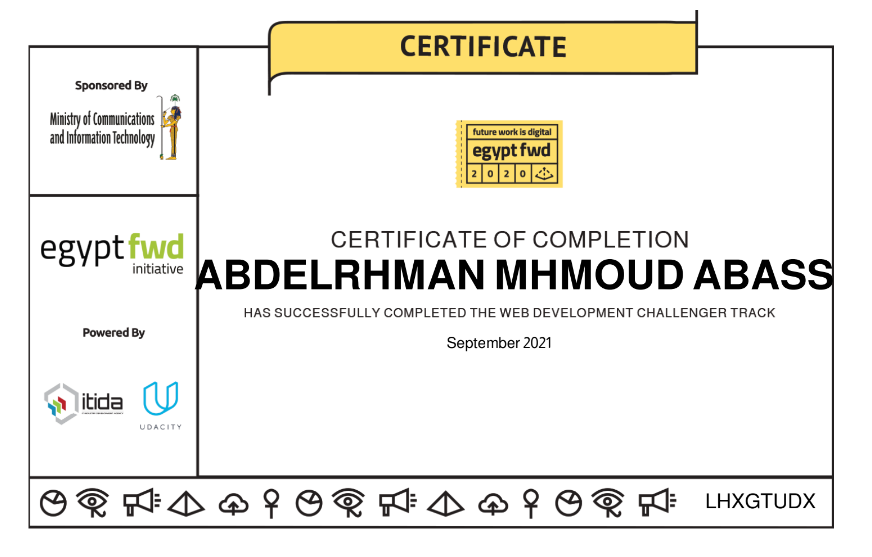 CERTIFICATE
Sponsored By
Ministry of Communications
and Information Technology
future work is digital
egypt fwd
2 0 2 0
egypt fwd
initiative
CERTIFICATE OF COMPLETION
ABDELRHMAN MHMOUD ABASS
HAS SUCCESSFULLY COMPLETED THE WEB DEVELOPMENT CHALLENGER TRACK
September 2021
Powered By
itida
UDACITY
LHXGTUDX